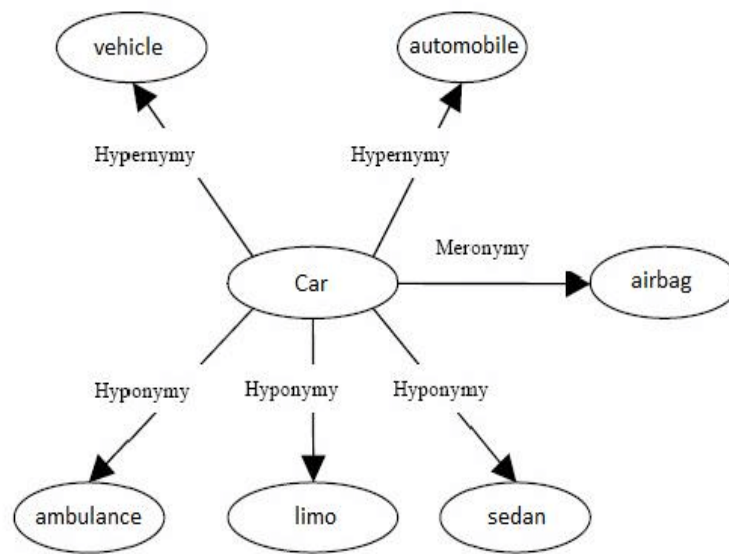 vehicle
automobile
Hypernymy
Hypernymy
Meronymy
Car
airbag
Hyponymy
Hyponymy
Hyponymy
ambulance
limo
sedan